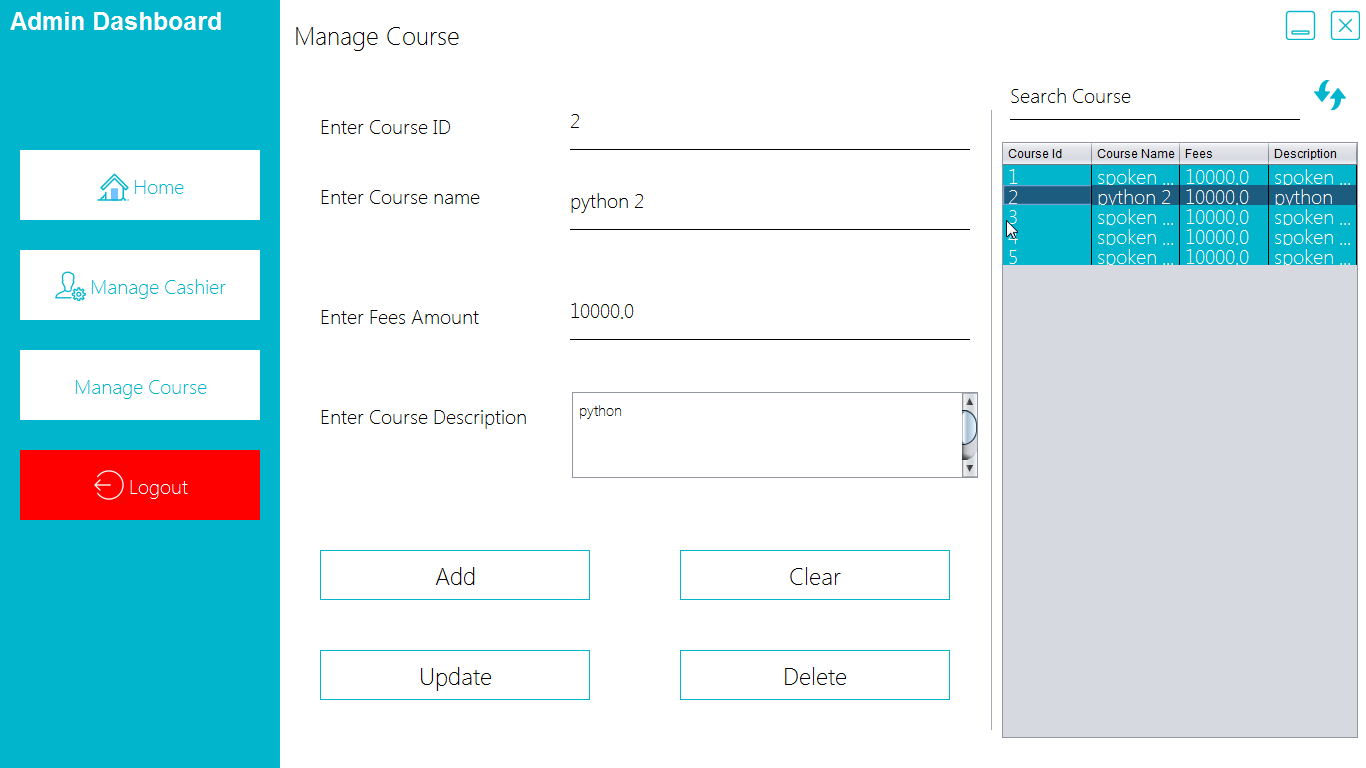 Admin Dashboard
Home
Manage Cashier
Manage Course
Logout
Manage Course
Enter Course ID
2
Enter Course name
python 2
Enter Fees Amount
10000.0
Enter Course Description
python
Add
Clear
Update
Delete
Search Course
Course Id Course Name Fees Description
1 spoken ... 10000.0 spoken ...
2 python 2 10000.0 python
3 spoken ... 10000.0 spoken ...
4 spoken ... 10000.0 spoken ...
5 spoken ... 10000.0 spoken ...